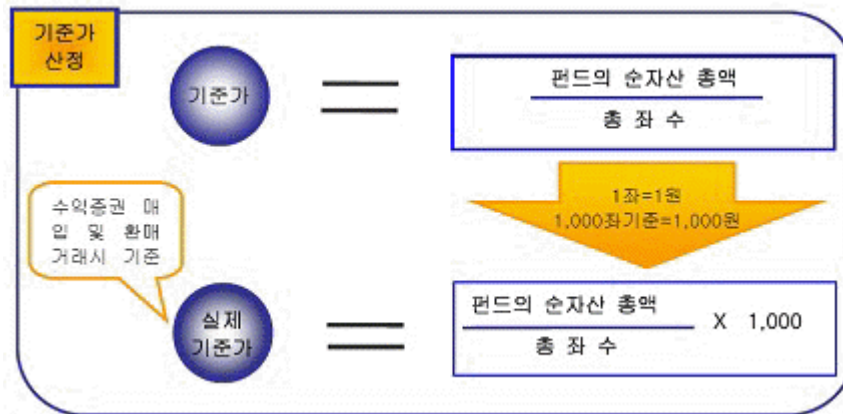 기준가
산정
기준가
펀드의 순자산 총액
총 좌 수
1좌=1원
1,000좌기준=1,000원
수익증권 매
입 및 환매
거래시 기준
실제
기준가
펀드의 순자산 총액
총 좌 수
X 1,000